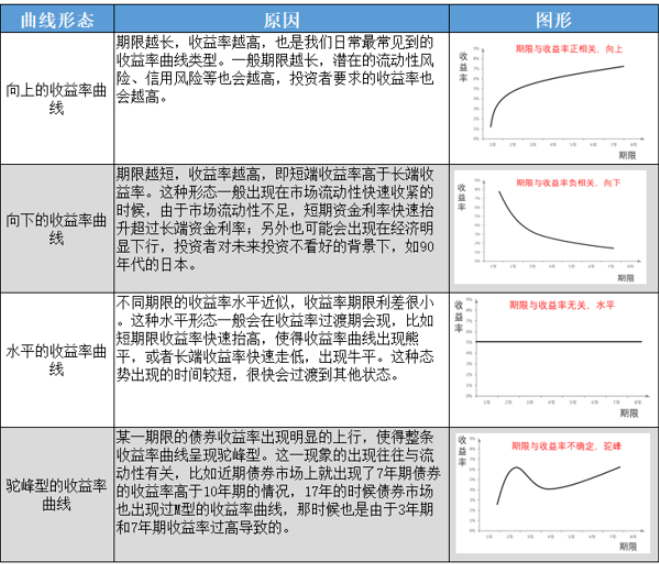 曲线形态
原因
图形
向上的收益率曲
线
期限越长，收益率越高，也是我们日常最常见到的
收益率曲线类型。一般期限越长，潜在的流动性风
险、信用风险等也会越高，投资者要求的收益率也
会越高。
期限与收益率正相关，向上
收益率
期限
向下的收益率曲
线
期限越短，收益率越高，即短端收益率高于长端收
益率。这种形态一般出现在市场流动性快速收紧的
时候，由于市场流动性不足，短期资金利率快速抬
升超过长端资金利率；另外也可能会出现在经济明
显下行，投资者对未来投资不看好的背景下，如90
年代的日本。
期限与收益率负相关，向下
收益率
期限
水平的收益率曲
线
不同期限的收益率水平近似，收益率期限利差很小
。这种水平形态一般会在收益率过渡期会现，比如
短期限收益率快速抬高，使得收益率曲线出现熊
平，或者长端收益率快速走低，出现牛平。这种态
势出现的时间较短，很快会过渡到其他状态。
期限与收益率无关，水平
收益率
期限
驼峰型的收益率
曲线
某一期限的债券收益率出现明显的上行，使得整条
收益率曲线呈现驼峰型。这一现象的出现往往与流
动性有关，比如近期债券市场上就出现了7年期债券
的收益率高于10年期的情况，17年的时候债券市场
也出现过M型的收益率曲线，那时候也是由于3年期
和7年期收益率过高导致的。
期限与收益率不确定，驼峰
收益率
期限